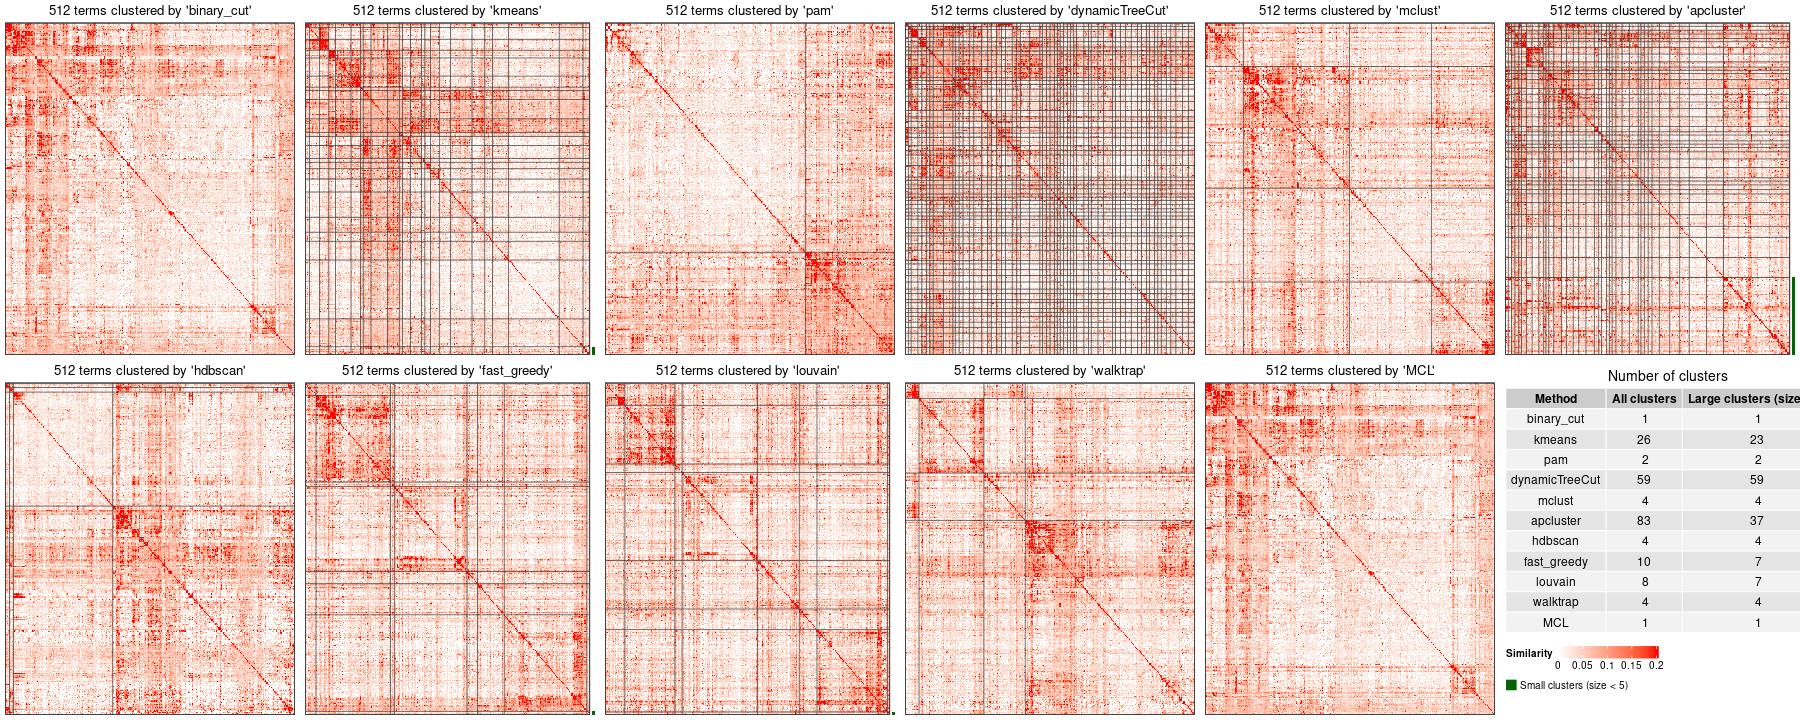 512 terms clustered by 'binary_cut'
512 terms clustered by 'kmeans'
512 terms clustered by 'pam'
512 terms clustered by 'dynamicTreeCut'
512 terms clustered by 'mclust'
512 terms clustered by 'apcluster'
512 terms clustered by 'hdbscan'
512 terms clustered by 'fast_greedy'
512 terms clustered by 'louvain'
512 terms clustered by 'walktrap'
512 terms clustered by 'MCL'
Number of clusters
Method All clusters Large clusters (size
binary_cut 1 1
kmeans 26 23
pam 2 2
dynamicTreeCut 59 59
mclust 4 4
apcluster 83 37
hdbscan 4 4
fast_greedy 10 7
louvain 8 7
walktrap 4 4
MCL 1 1
Similarity
0 0.05 0.1 0.15 0.2
Small clusters (size < 5)